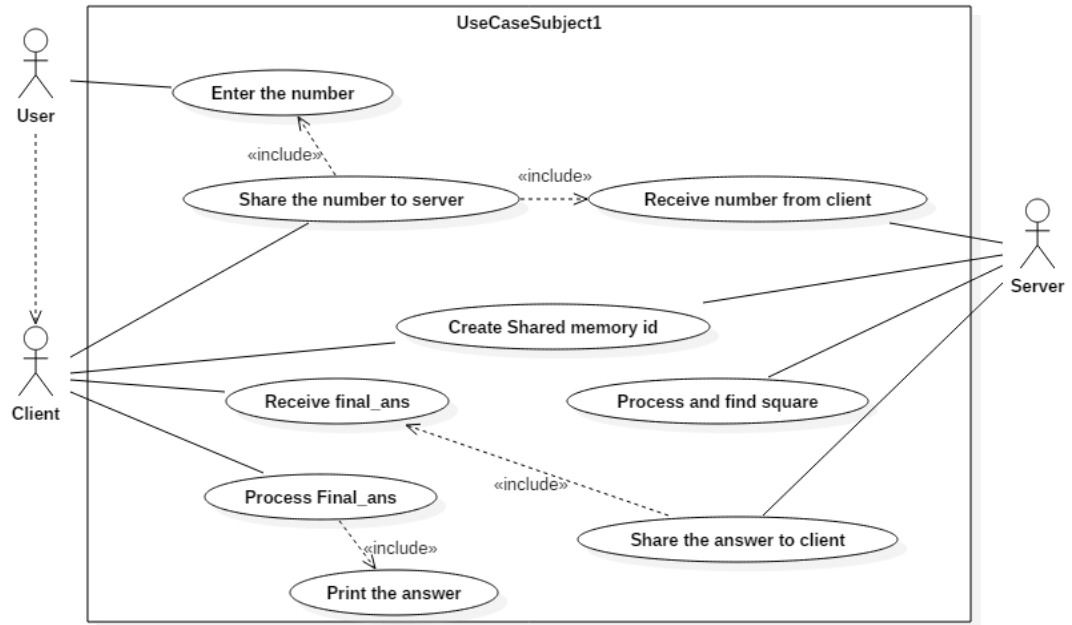 UseCaseSubject1
Enter the number
User
«include»
«include»
Share the number to server
Receive number from client
Server
Create Shared memory id
Receive final_ans
Process and find square
Client
«include»
Process Final_ans
Share the answer to client
«include»
Print the answer